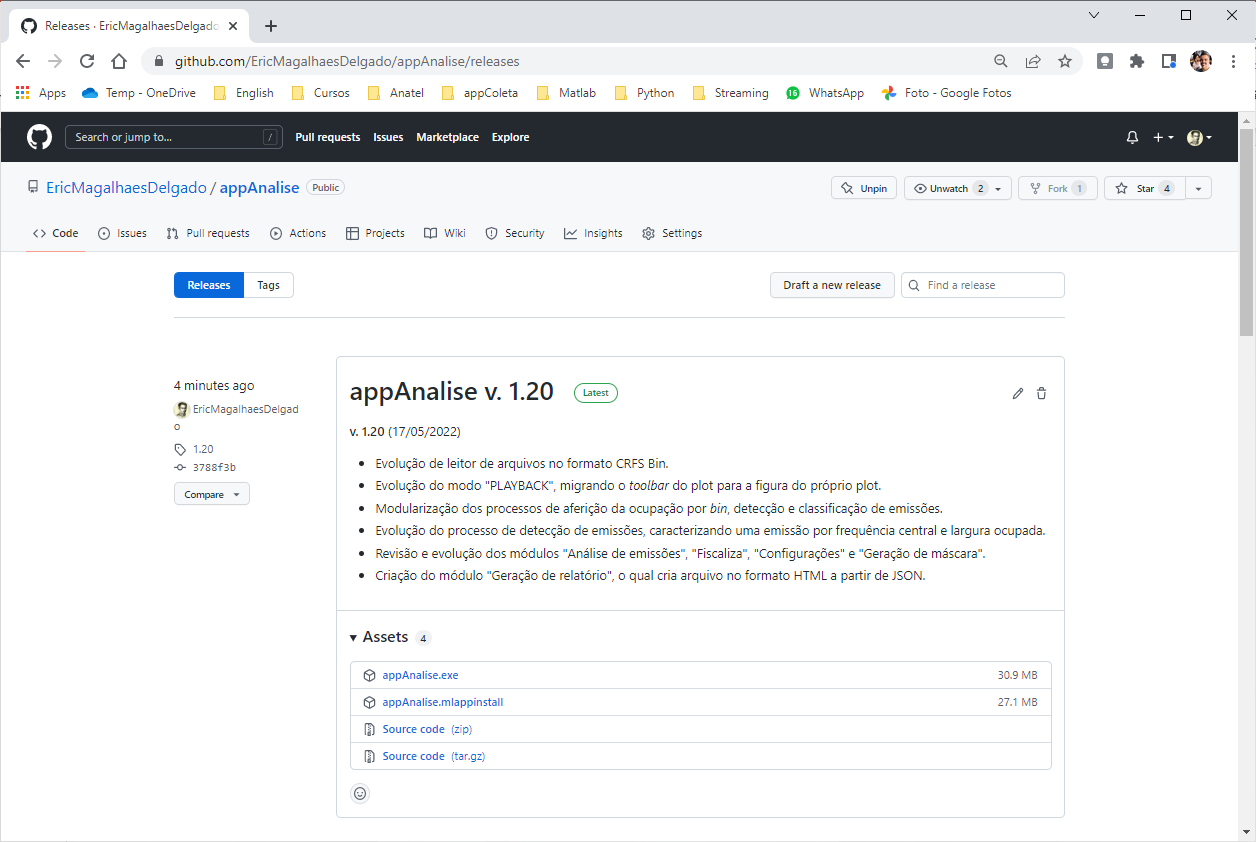 Releases · EricMagalhaesDelgado
github.com/EricMagalhaesDelgado/appAnalise/releases
Apps Temp - OneDrive English Cursos Anatel appColeta Matlab Python Streaming 16 WhatsApp Foto - Google Fotos
Search or jump to... / Pull requests Issues Marketplace Explore
EricMagalhaesDelgado / appAnalise Public Unpin Unwatch 2 Fork 1 Star 4
Code Issues Pull requests Actions Projects Wiki Security Insights Settings
Releases Tags Draft a new release Find a release
4 minutes ago
EricMagalhaesDelgad
o
1.20
3788f3b
Compare
appAnalise v. 1.20 Latest
v. 1.20 (17/05/2022)
• Evolução de leitor de arquivos no formato CRFS Bin.
• Evolução do modo "PLAYBACK", migrando o toolbar do plot para a figura do próprio plot.
• Modularização dos processos de aferição da ocupação por bin, detecção e classificação de emissões.
• Evolução do processo de detecção de emissões, caracterizando uma emissão por frequência central e largura ocupada.
• Revisão e evolução dos módulos "Análise de emissões", "Fiscaliza", "Configurações" e "Geração de máscara".
• Criação do módulo "Geração de relatório", o qual cria arquivo no formato HTML a partir de JSON.
Assets 4
appAnalise.exe 30.9 MB
appAnalise.mlappinstall 27.1 MB
Source code (zip)
Source code (tar.gz)